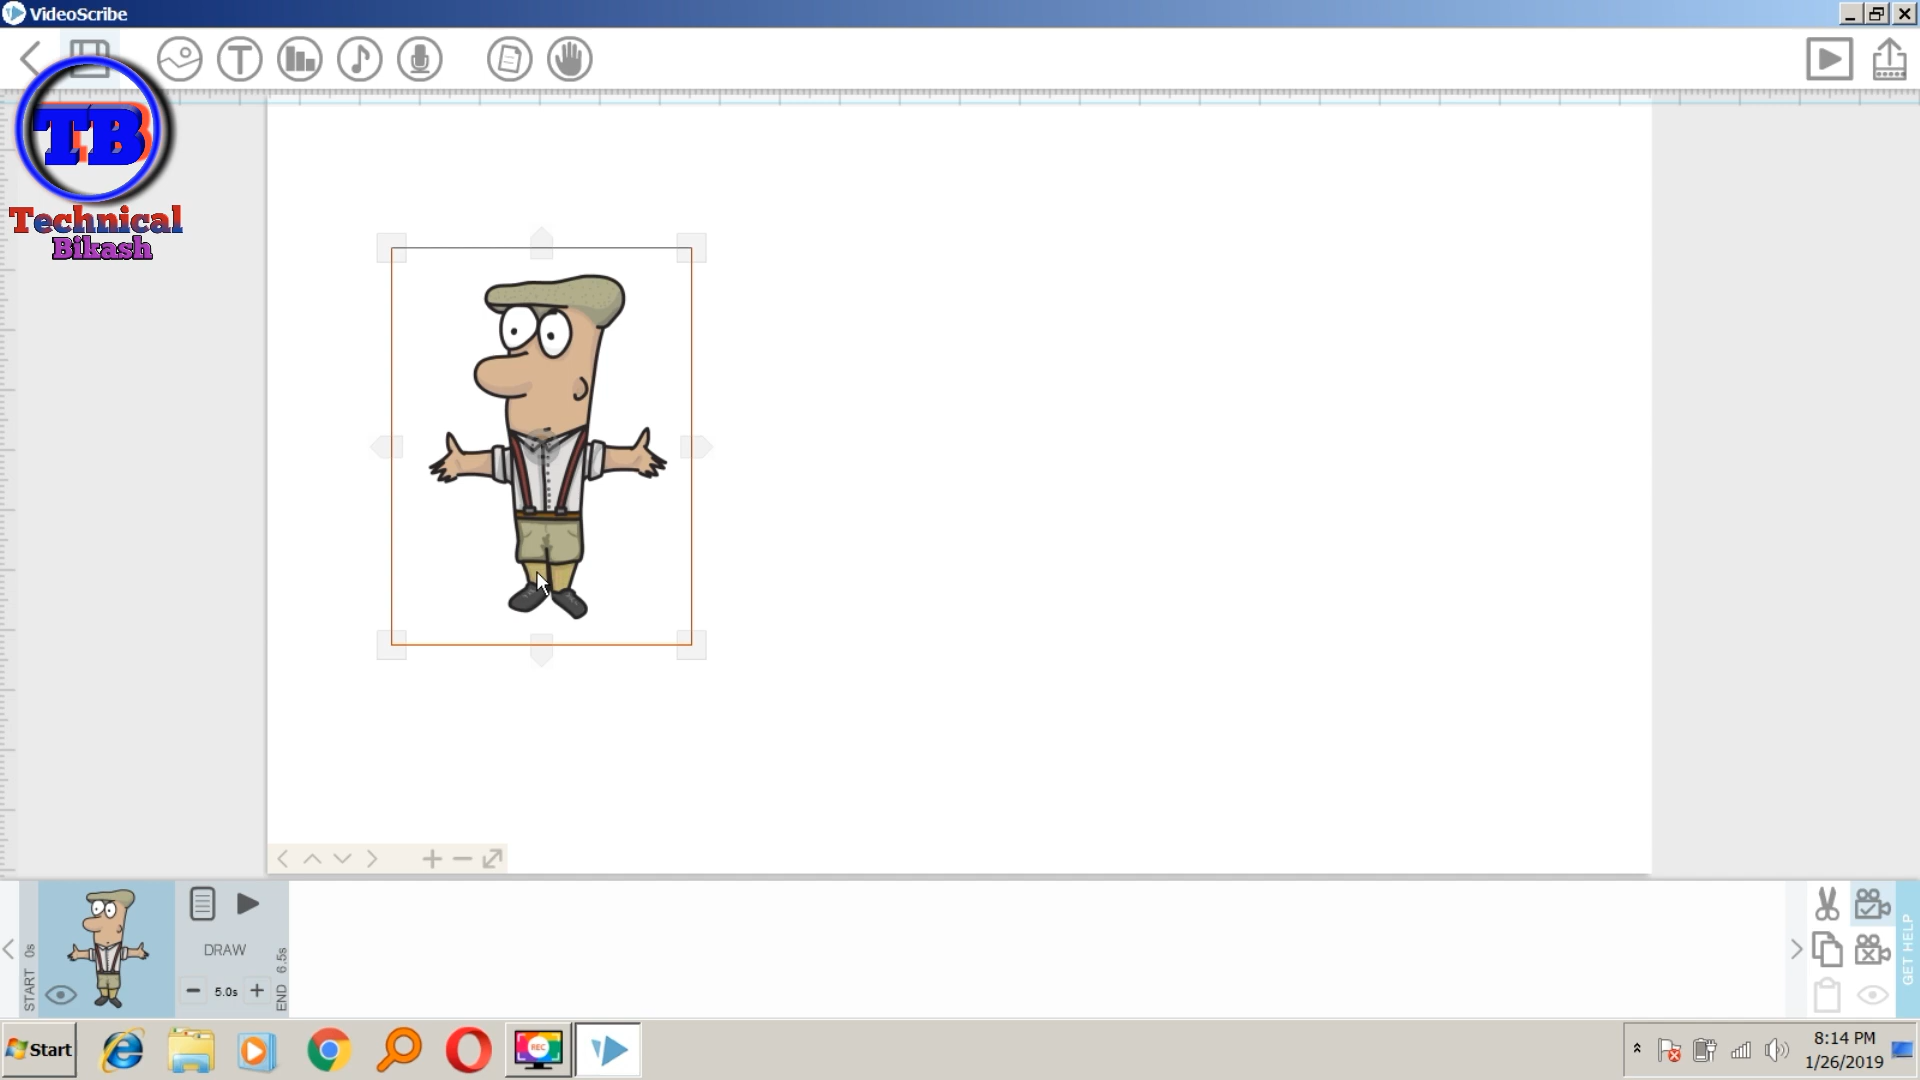 VideoScribe
TB
Technical
Bikash
START 0s
DRAW
5.0s
END 6.5s
GET HELP
Start
REC
8:14 PM
1/26/2019